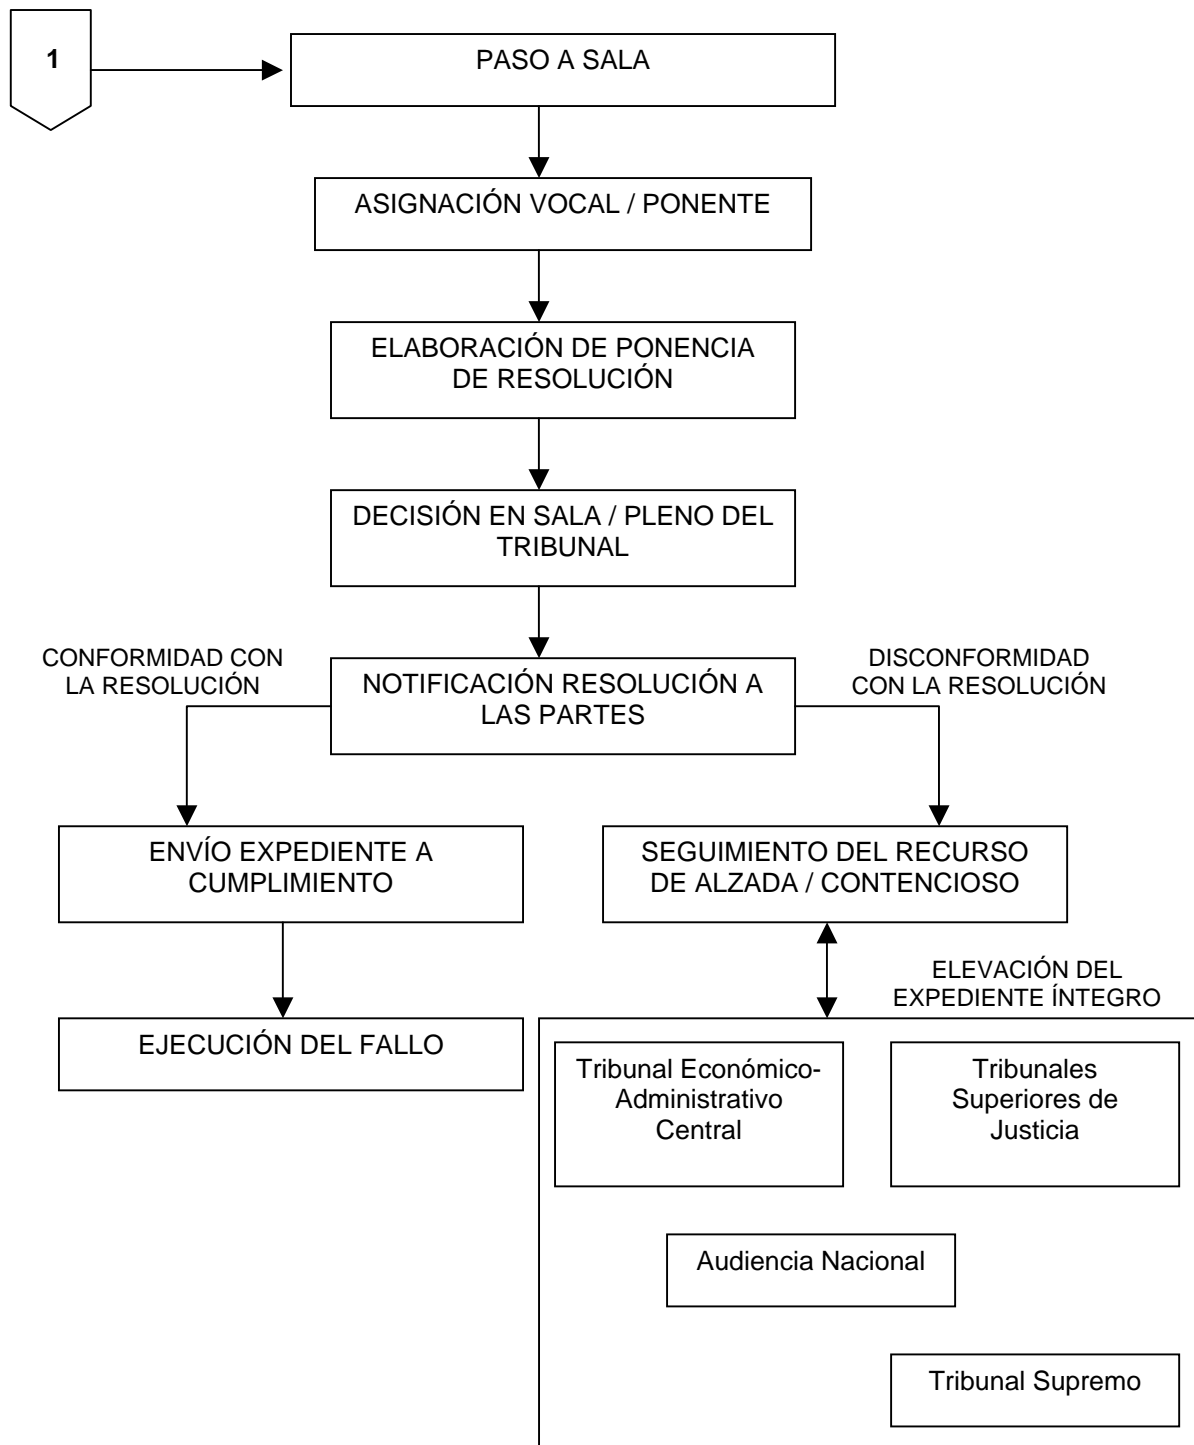 1
PASO A SALA
ASIGNACIÓN VOCAL / PONENTE
ELABORACIÓN DE PONENCIA
DE RESOLUCIÓN
DECISIÓN EN SALA / PLENO DEL
TRIBUNAL
CONFORMIDAD CON
LA RESOLUCIÓN
NOTIFICACIÓN RESOLUCIÓN A
LAS PARTES
DISCONFORMIDAD
CON LA RESOLUCIÓN
ENVÍO EXPEDIENTE A
CUMPLIMIENTO
SEGUIMIENTO DEL RECURSO
DE ALZADA / CONTENCIOSO
ELEVACIÓN DEL
EXPEDIENTE ÍNTEGRO
EJECUCIÓN DEL FALLO
Tribunal Económico-
Administrativo
Central
Tribunales
Superiores de
Justicia
Audiencia Nacional
Tribunal Supremo